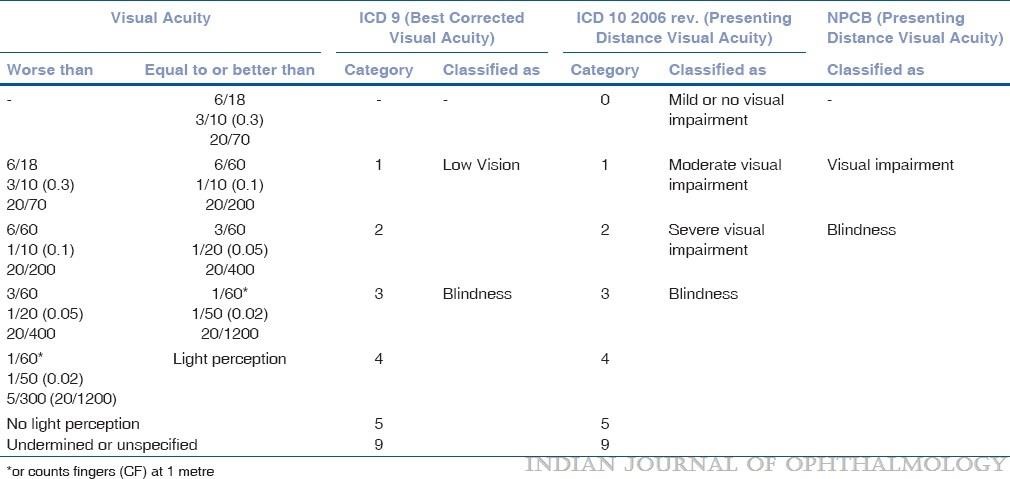 Visual Acuity ICD 9 (Best Corrected ICD 10 2006 rev. (Presenting NPCB (Presenting
Visual Acuity) Distance Visual Acuity) Distance Visual Acuity)
Worse than Equal to or better than Category Classified as Category Classified as Classified as
- 6/18 - - 0 Mild or no visual -
3/10 (0.3) impairment
20/70
6/18 6/60 1 Low Vision 1 Moderate visual Visual impairment
3/10 (0.3) 1/10 (0.1) impairment
20/70 20/200
6/60 3/60 2 2 Severe visual Blindness
1/10 (0.1) 1/20 (0.05) impairment
20/200 20/400
3/60 1/60* 3 Blindness 3 Blindness
1/20 (0.05) 1/50 (0.02)
20/400 20/1200
1/60* Light perception 4 4
1/50 (0.02)
5/300 (20/1200)
No light perception 5 5
Undermined or unspecified 9 9
*or counts fingers (CF) at 1 metre
INDIAN JOURNAL OF OPHTHALMOLOGY